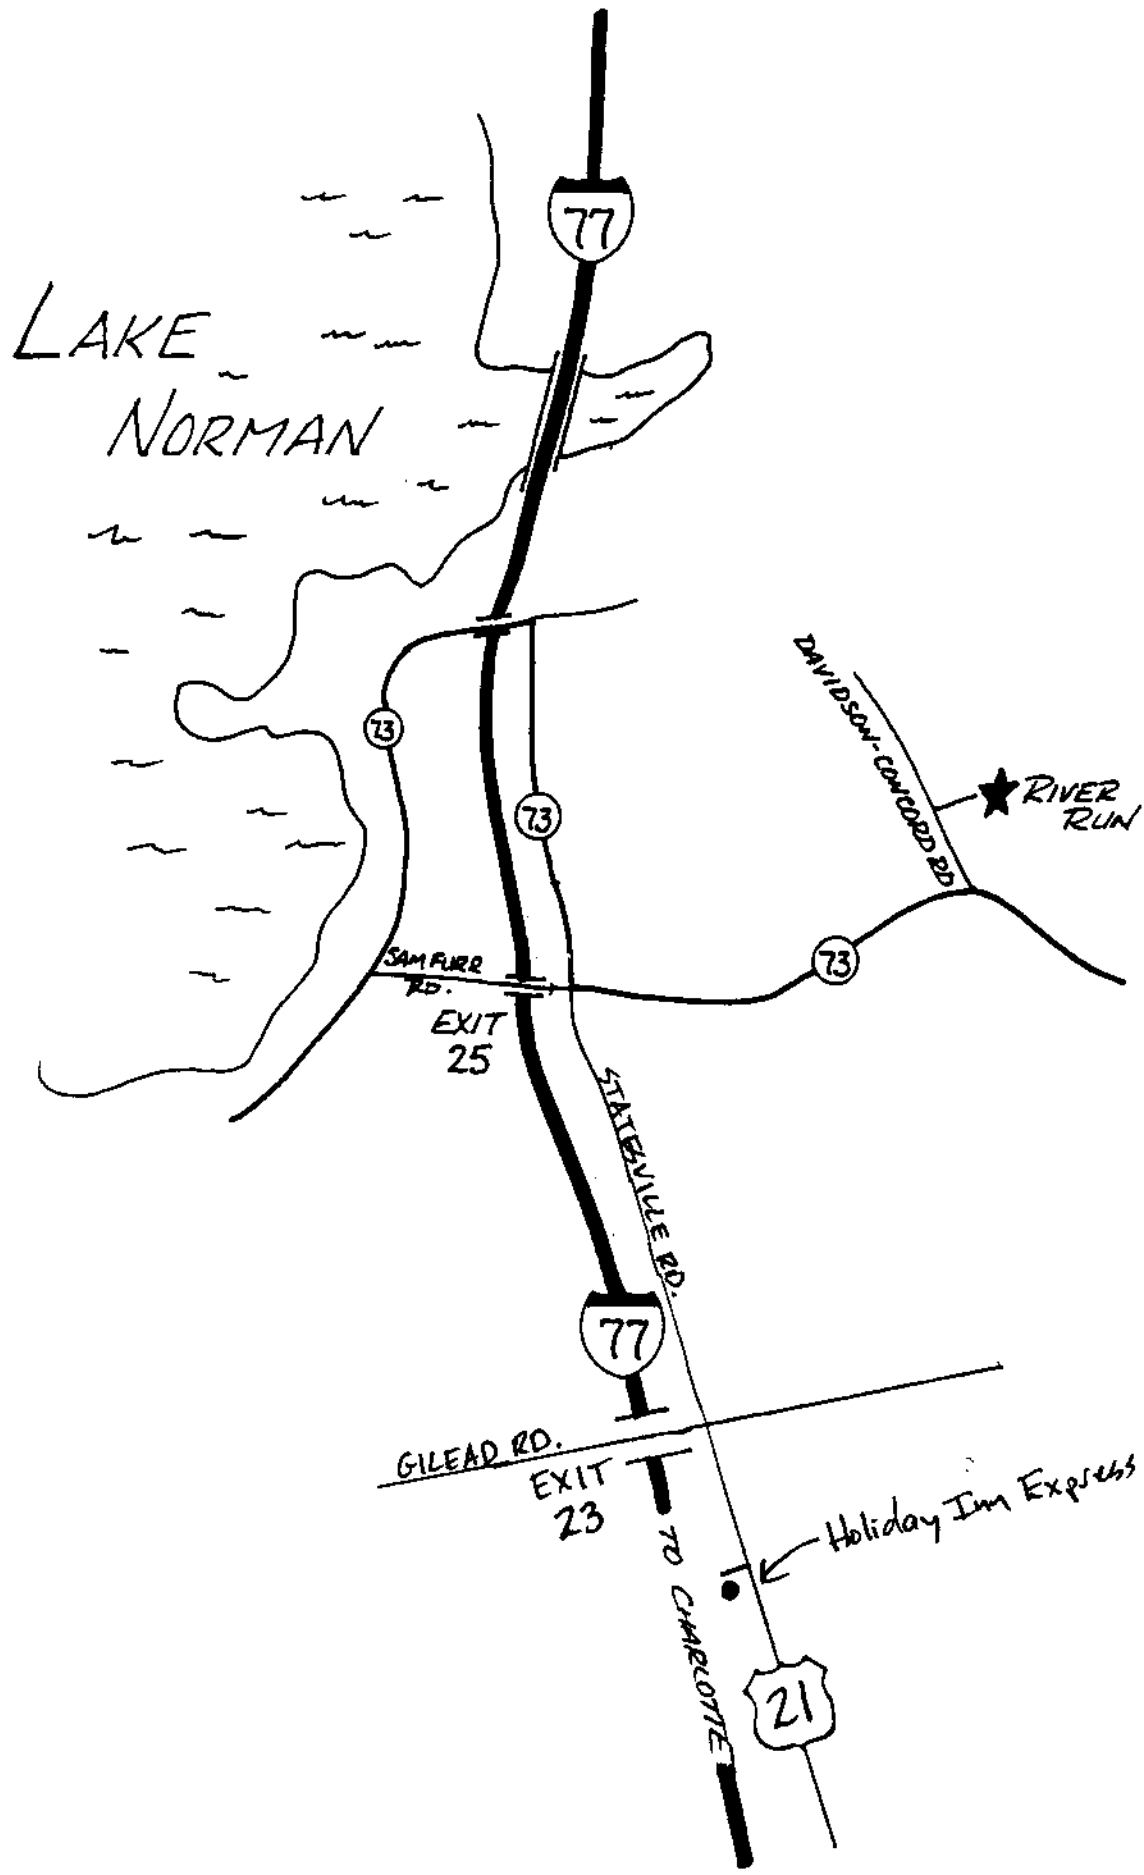 77
LAKE
NORMAN
DAVIDSON-CONCORD RD
73
RIVER
RUN
73
SAM FURR
RD.
73
EXIT
25
STATESVILLE RD.
77
GILEAD RD.
EXIT
23
Holiday Inn Express
TO CHARLOTTE
21